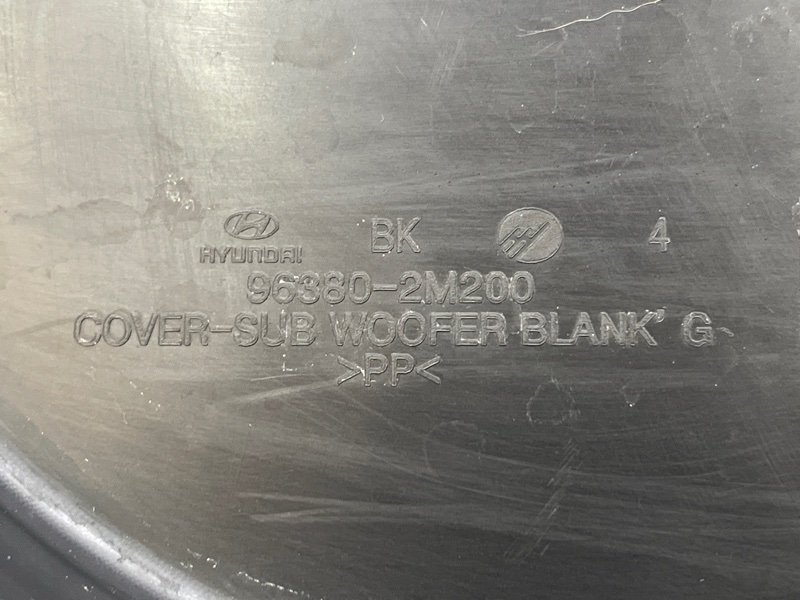 HYUNDAI BK 4
96380-2M200
COVER-SUB WOOFER BLANK' G
>PP<